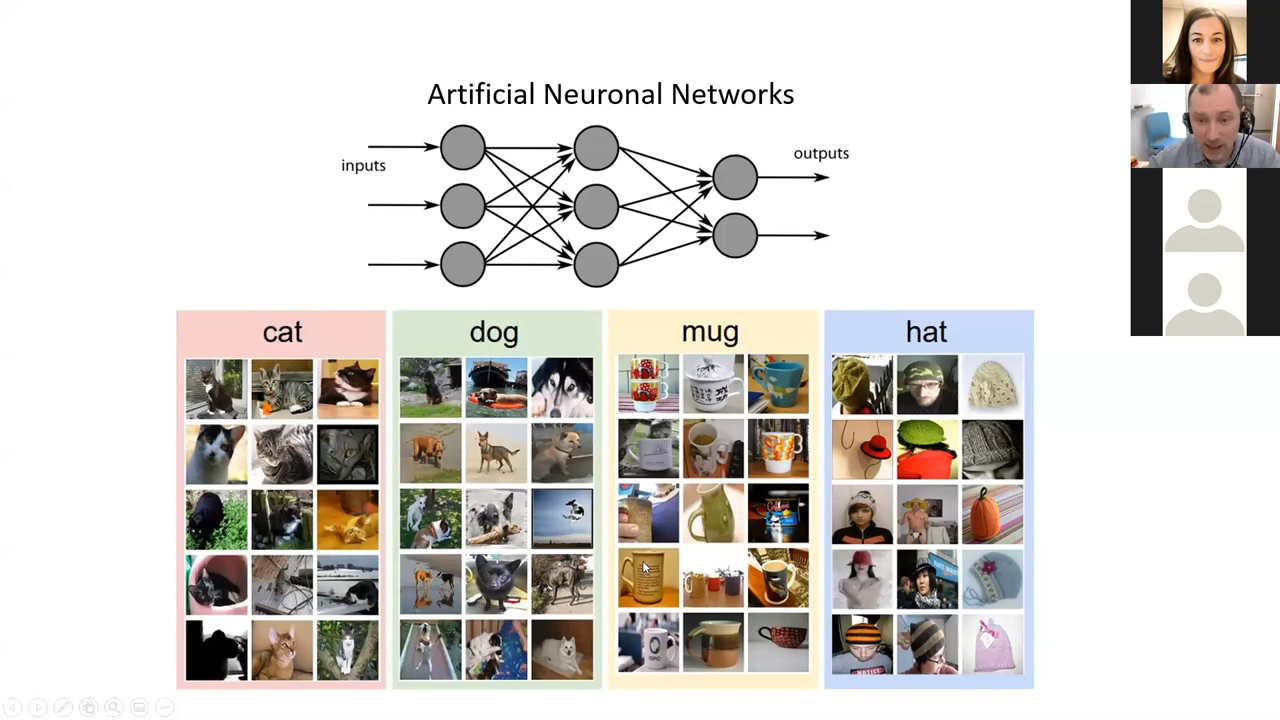 Artificial Neuronal Networks
inputs
outputs
cat
dog
mug
hat